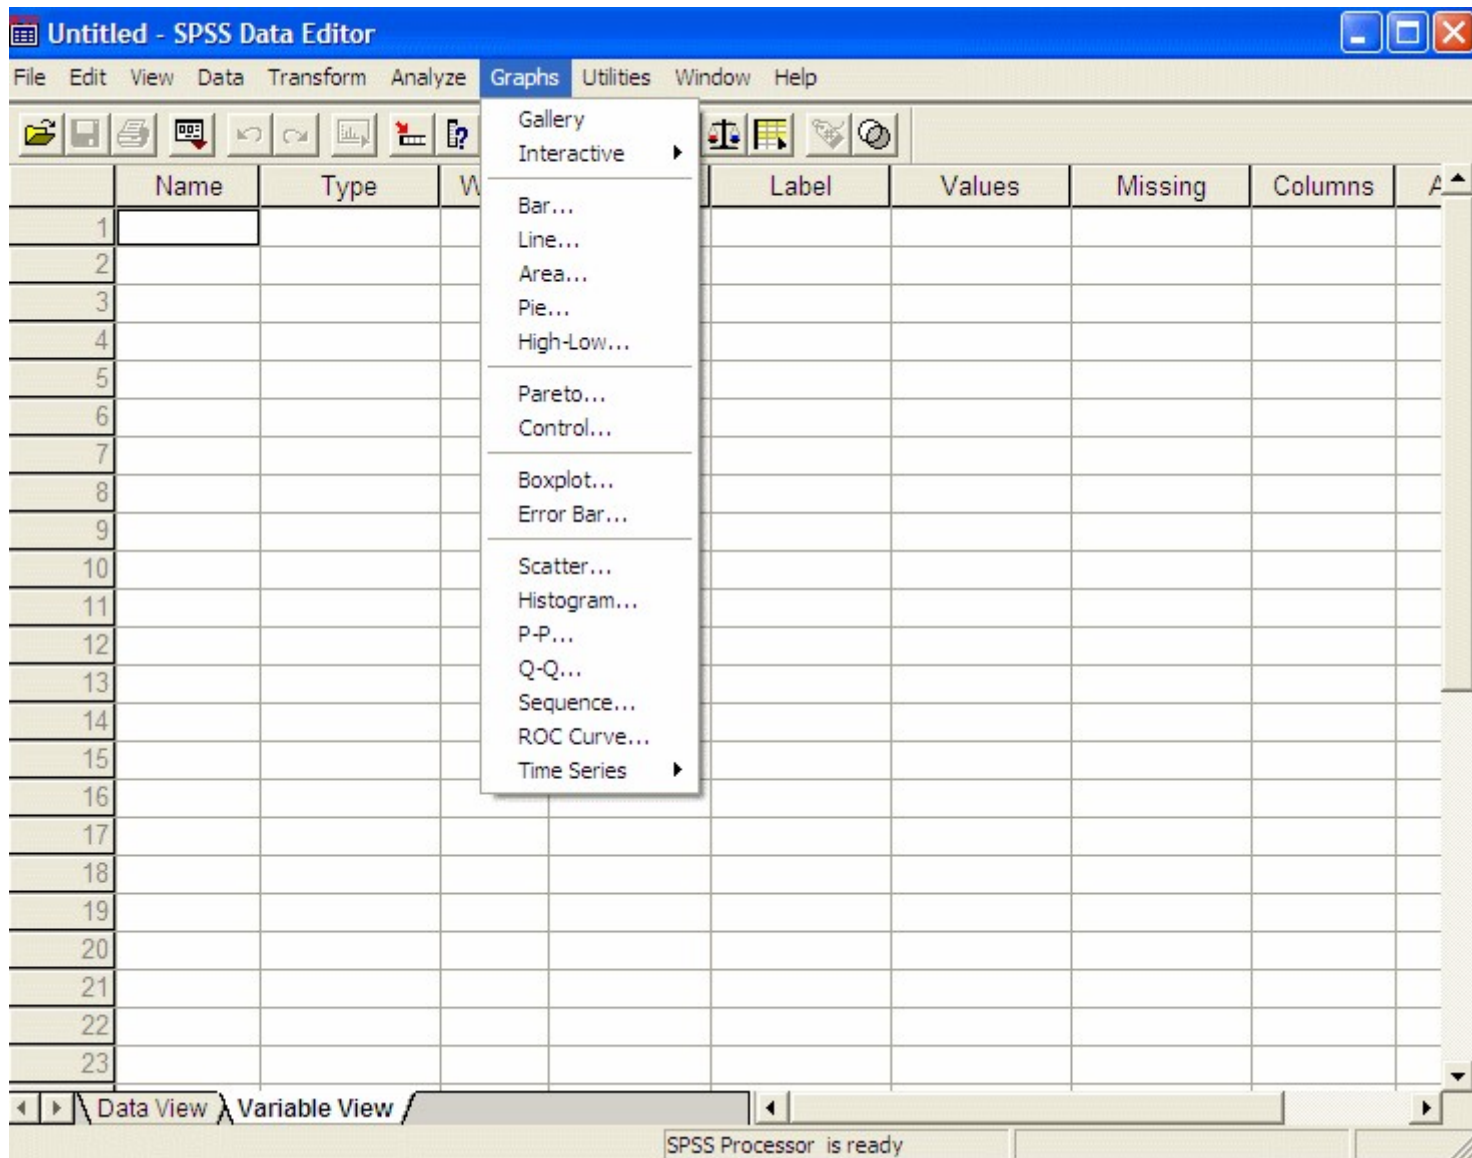 Untitled - SPSS Data Editor
File Edit View Data Transform Analyze Graphs Utilities Window Help
Name Type W Label Values Missing Columns A
Gallery
Interactive
Bar...
Line...
Area...
Pie...
High-Low...
Pareto...
Control...
Boxplot...
Error Bar...
Scatter...
Histogram...
P-P...
Q-Q...
Sequence...
ROC Curve...
Time Series
1
2
3
4
5
6
7
8
9
10
11
12
13
14
15
16
17
18
19
20
21
22
23
Data View Variable View
SPSS Processor is ready